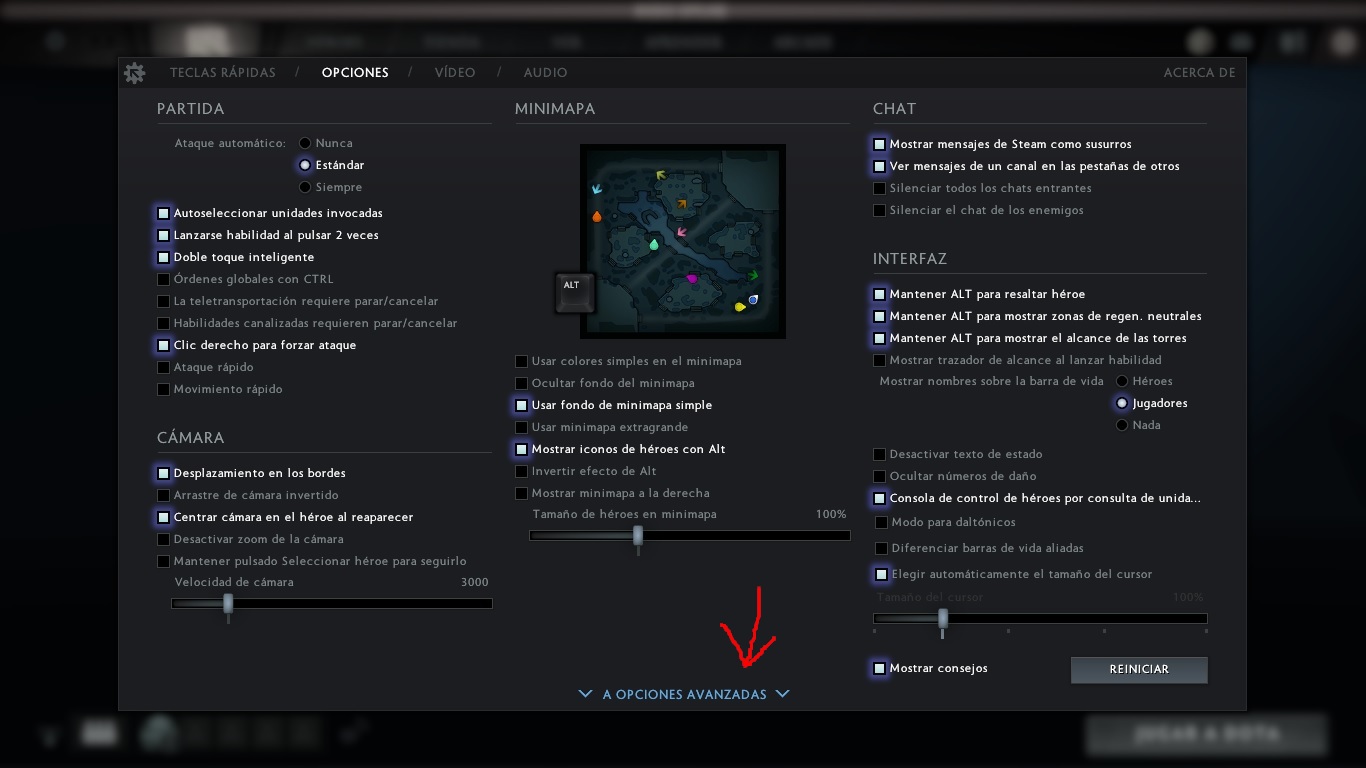 TECLAS RÁPIDAS / OPCIONES / VÍDEO / AUDIO
ACERCA DE
PARTIDA
Ataque automático:
Nunca
Estándar
Siempre
Autoseleccionar unidades invocadas
Lanzarse habilidad al pulsar 2 veces
Doble toque inteligente
Órdenes globales con CTRL
La teletransportación requiere parar/cancelar
Habilidades canalizadas requieren parar/cancelar
Clic derecho para forzar ataque
Ataque rápido
Movimiento rápido
CÁMARA
Desplazamiento en los bordes
Arrastre de cámara invertido
Centrar cámara en el héroe al reaparecer
Desactivar zoom de la cámara
Mantener pulsado Seleccionar héroe para seguirlo
Velocidad de cámara 3000
MINIMAPA
ALT
Usar colores simples en el minimapa
Ocultar fondo del minimapa
Usar fondo de minimapa simple
Usar minimapa extragrande
Mostrar iconos de héroes con Alt
Invertir efecto de Alt
Mostrar minimapa a la derecha
Tamaño de héroes en minimapa 100%
CHAT
Mostrar mensajes de Steam como susurros
Ver mensajes de un canal en las pestañas de otros
Silenciar todos los chats entrantes
Silenciar el chat de los enemigos
INTERFAZ
Mantener ALT para resaltar héroe
Mantener ALT para mostrar zonas de regen. neutrales
Mantener ALT para mostrar el alcance de las torres
Mostrar trazador de alcance al lanzar habilidad
Mostrar nombres sobre la barra de vida
Héroes
Jugadores
Nada
Desactivar texto de estado
Ocultar números de daño
Consola de control de héroes por consulta de unida...
Modo para daltónicos
Diferenciar barras de vida aliadas
Elegir automáticamente el tamaño del cursor
Tamaño del cursor 100%
Mostrar consejos
REINICIAR
A OPCIONES AVANZADAS
JUGAR A DOTA